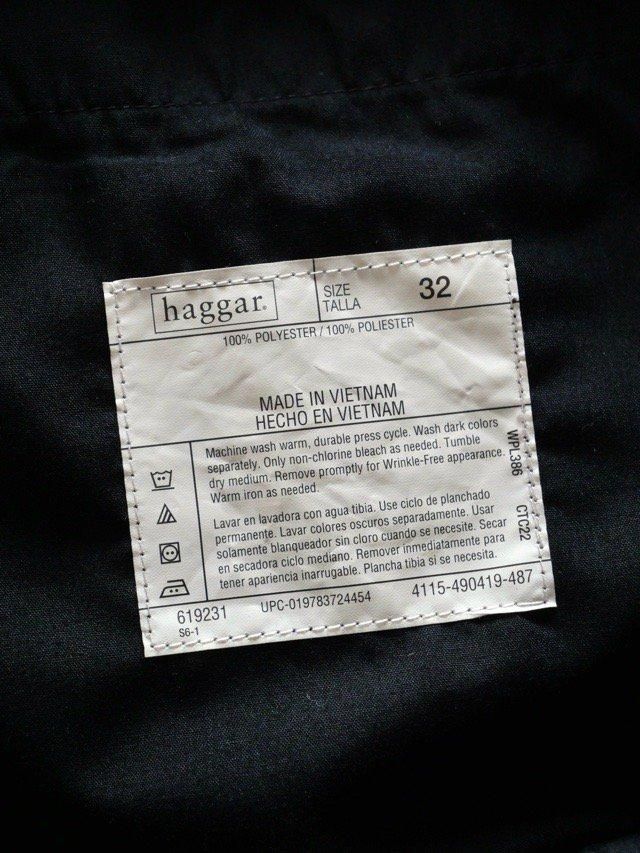 haggar.
SIZE
TALLA
32
100% POLYESTER / 100% POLIESTER
MADE IN VIETNAM
HECHO EN VIETNAM
Machine wash warm, durable press cycle. Wash dark colors
separately. Only non-chlorine bleach as needed. Tumble
dry medium. Remove promptly for Wrinkle-Free appearance.
Warm iron as needed.
Lavar en lavadora con agua tibia. Use ciclo de planchado
permanente. Lavar colores oscuros separadamente. Usar
solamente blanqueador sin cloro cuando se necesite. Secar
en secadora ciclo mediano. Remover inmediatamente para
tener apariencia inarrugable. Plancha tibia si se necesita.
WPL386
CTC22
619231
S6-1
UPC-019783724454
4115-490419-487